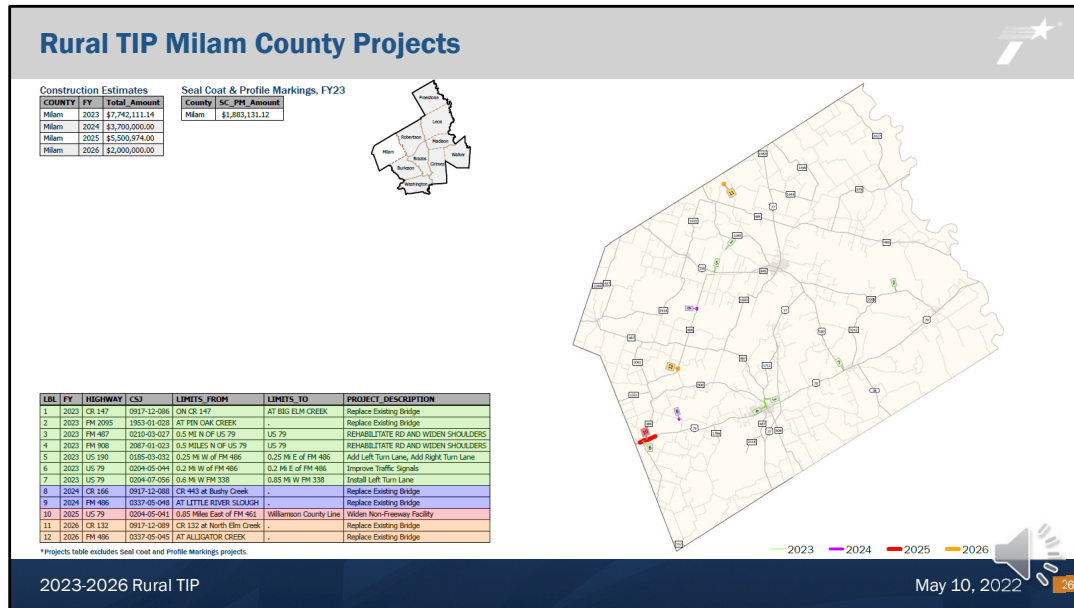 Rural TIP Milam County Projects
Construction Estimates
COUNTY FY Total_Amount
Milam 2023 $7,742,111.14
Milam 2024 $3,700,000.00
Milam 2025 $5,500,974.00
Milam 2026 $2,000,000.00
Seal Coat & Profile Markings, FY23
County SC_PM_Amount
Milam $1,883,131.12
Freestone
Leon
Robertson
Madison
Milam
Brazos
Walker
Grimes
Burleson
Washington
LBL FY HIGHWAY CSJ LIMITS_FROM LIMITS_TO PROJECT_DESCRIPTION
1 2023 CR 147 0917-12-086 ON CR 147 AT BIG ELM CREEK Replace Existing Bridge
2 2023 FM 2095 1953-01-028 AT PIN OAK CREEK . Replace Existing Bridge
3 2023 FM 487 0210-03-027 0.5 MI N OF US 79 US 79 REHABILITATE RD AND WIDEN SHOULDERS
4 2023 FM 908 2087-01-023 0.5 MILES N OF US 79 US 79 REHABILITATE RD AND WIDEN SHOULDERS
5 2023 US 190 0185-03-032 0.25 Mi W of FM 486 0.25 Mi E of FM 486 Add Left Turn Lane, Add Right Turn Lane
6 2023 US 79 0204-05-044 0.2 Mi W of FM 486 0.2 Mi E of FM 486 Improve Traffic Signals
7 2023 US 79 0204-07-056 0.6 Mi W FM 338 0.85 Mi W FM 338 Install Left Turn Lane
8 2024 CR 166 0917-12-088 CR 443 at Bushy Creek . Replace Existing Bridge
9 2024 FM 486 0337-05-048 AT LITTLE RIVER SLOUGH . Replace Existing Bridge
10 2025 US 79 0204-05-041 0.85 Miles East of FM 461 Williamson County Line Widen Non-Freeway Facility
11 2026 CR 132 0917-12-089 CR 132 at North Elm Creek . Replace Existing Bridge
12 2026 FM 486 0337-05-045 AT ALLIGATOR CREEK . Replace Existing Bridge
*Projects table excludes Seal Coat and Profile Markings projects.
2023 2024 2025 2026
2023-2026 Rural TIP
May 10, 2022
26